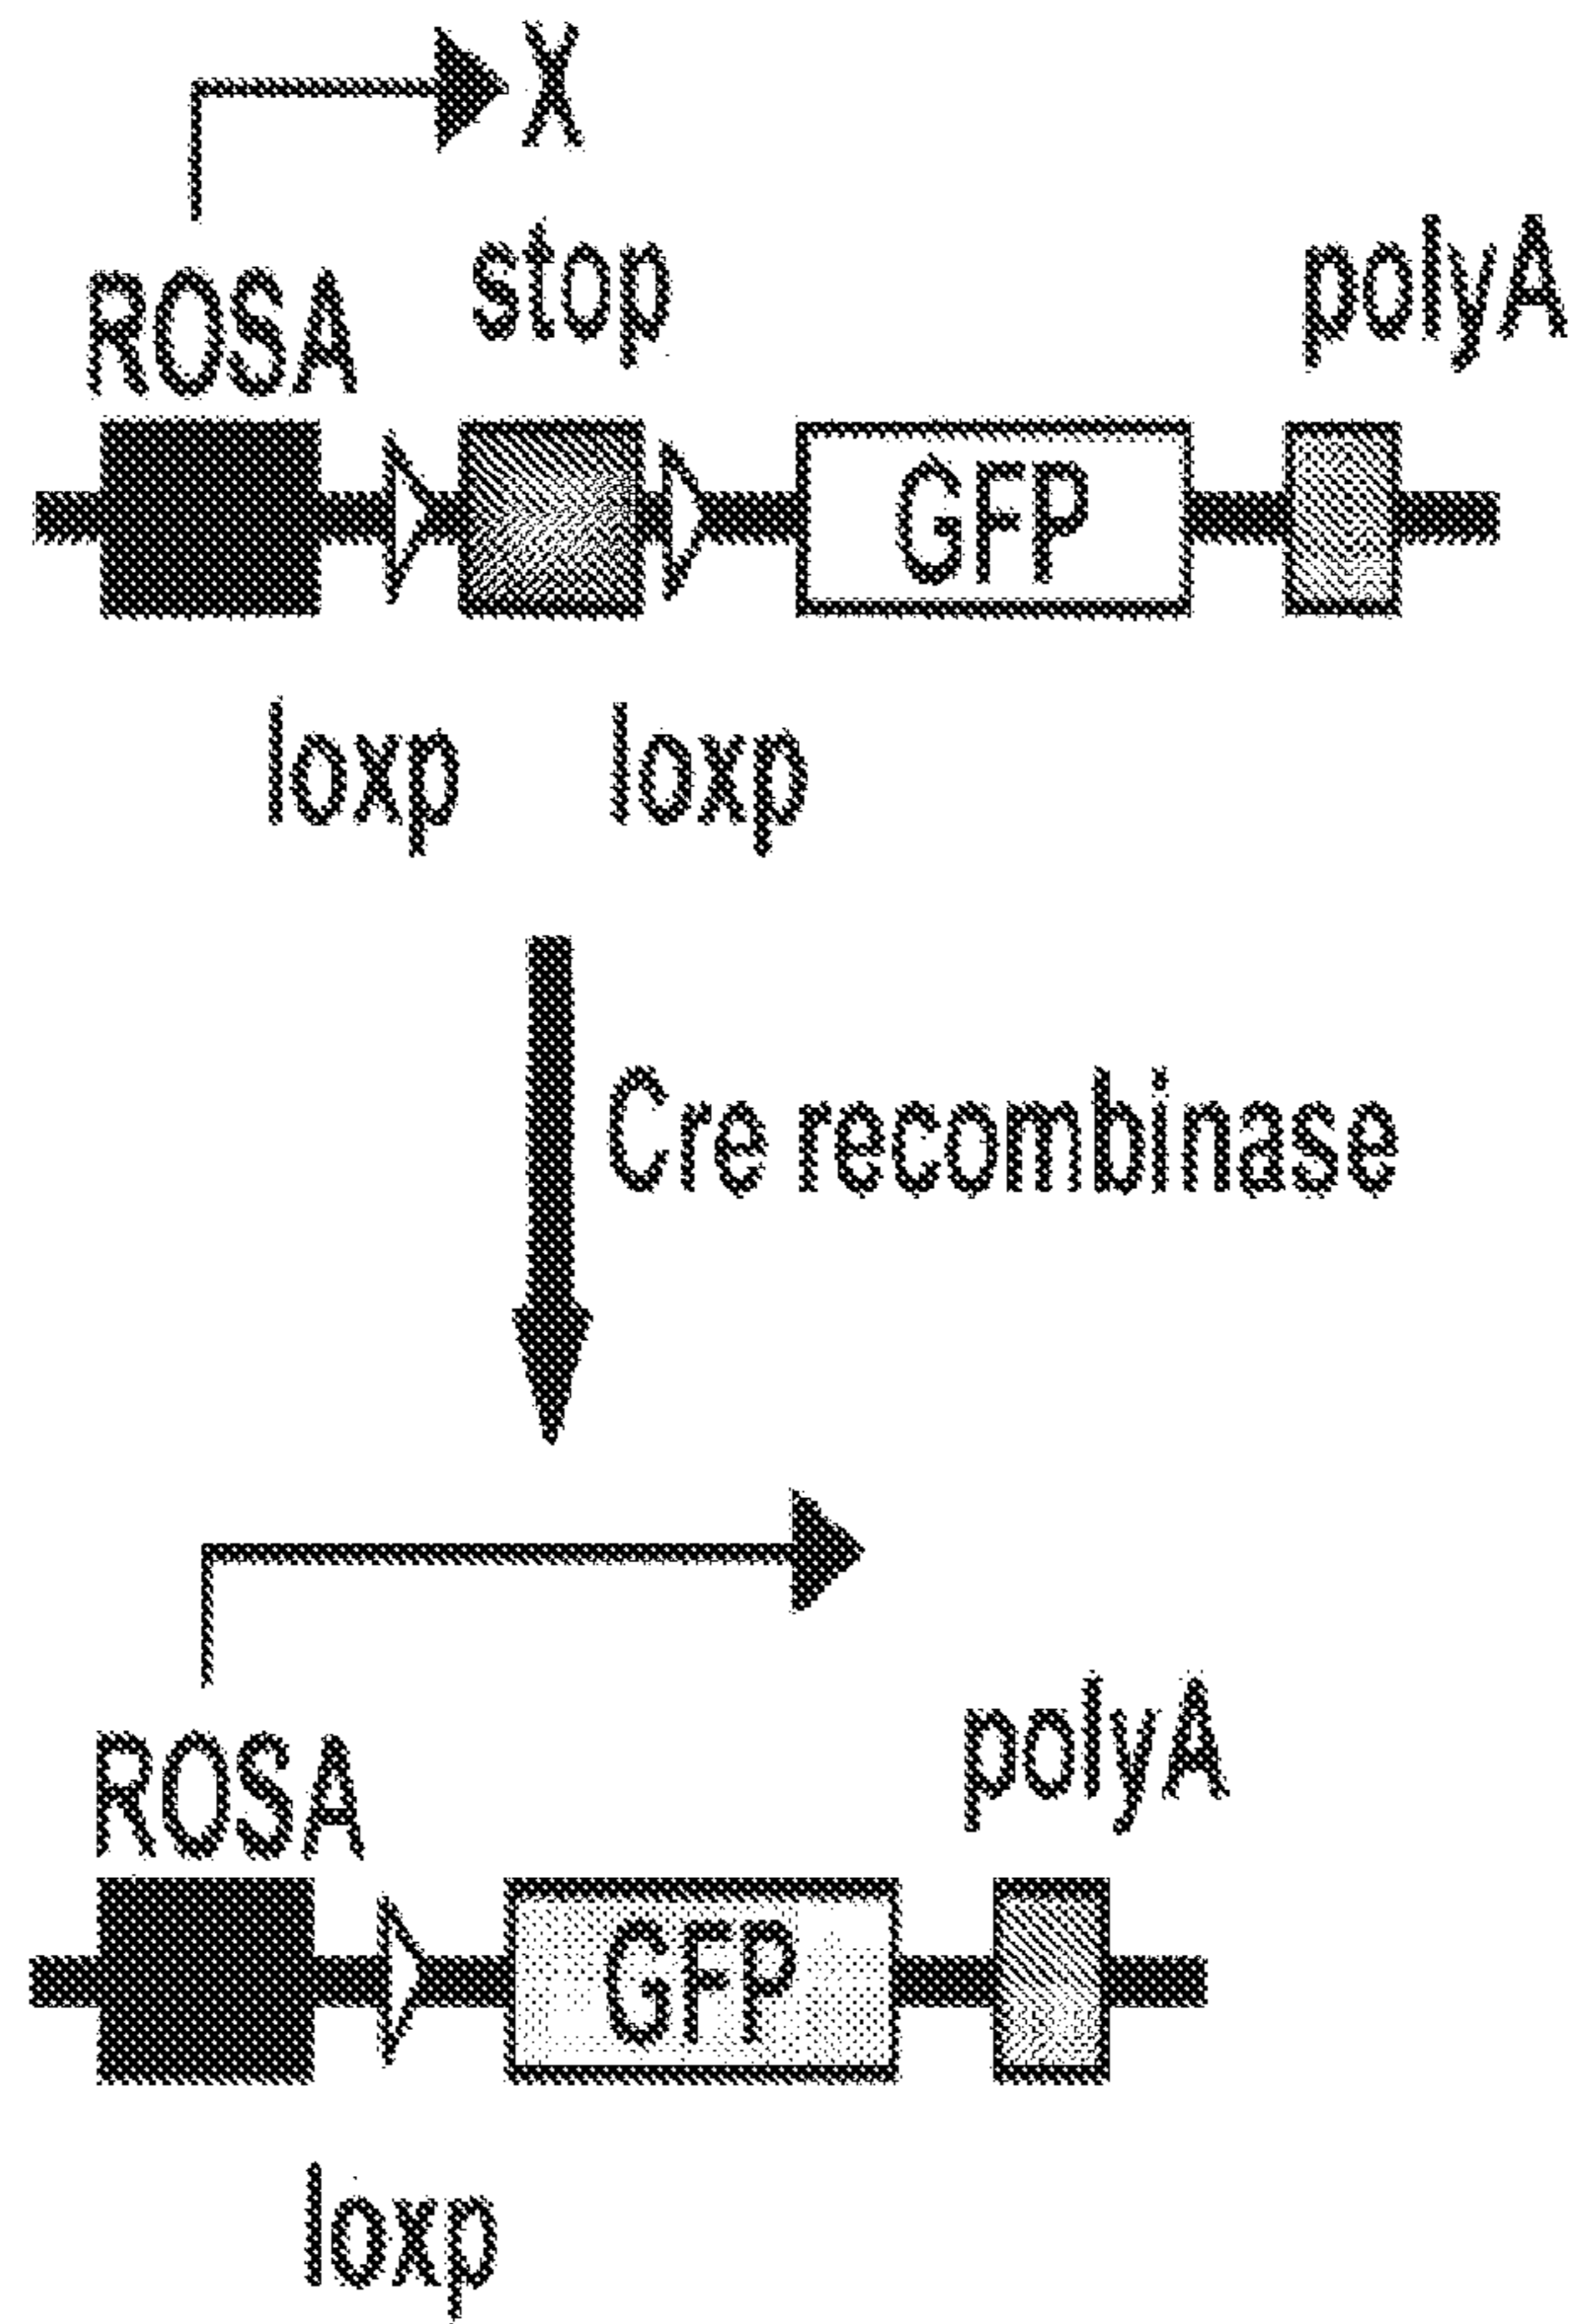 X
ROSA stop polyA
GFP
loxp loxp
Cre recombinase
ROSA polyA
GFP
loxp